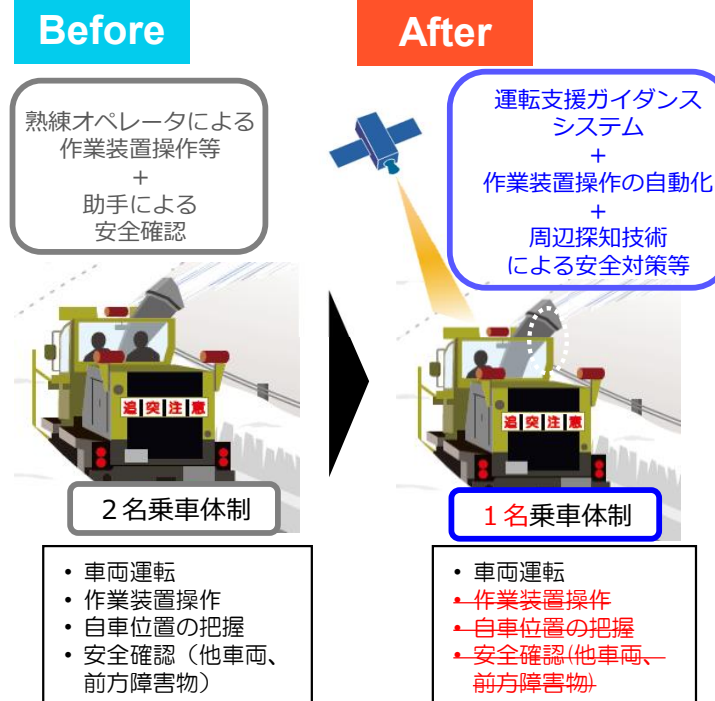 Before
熟練オペレータによる
作業装置操作等
+
助手による
安全確認
追突注意
2名乗車体制
• 車両運転
• 作業装置操作
• 自車位置の把握
• 安全確認（他車両、
前方障害物）
After
運転支援ガイダンス
システム
+
作業装置操作の自動化
+
周辺探知技術
による安全対策等
追突注意
1名乗車体制
• 車両運転
• 作業装置操作
• 自車位置の把握
• 安全確認(他車両、
前方障害物)